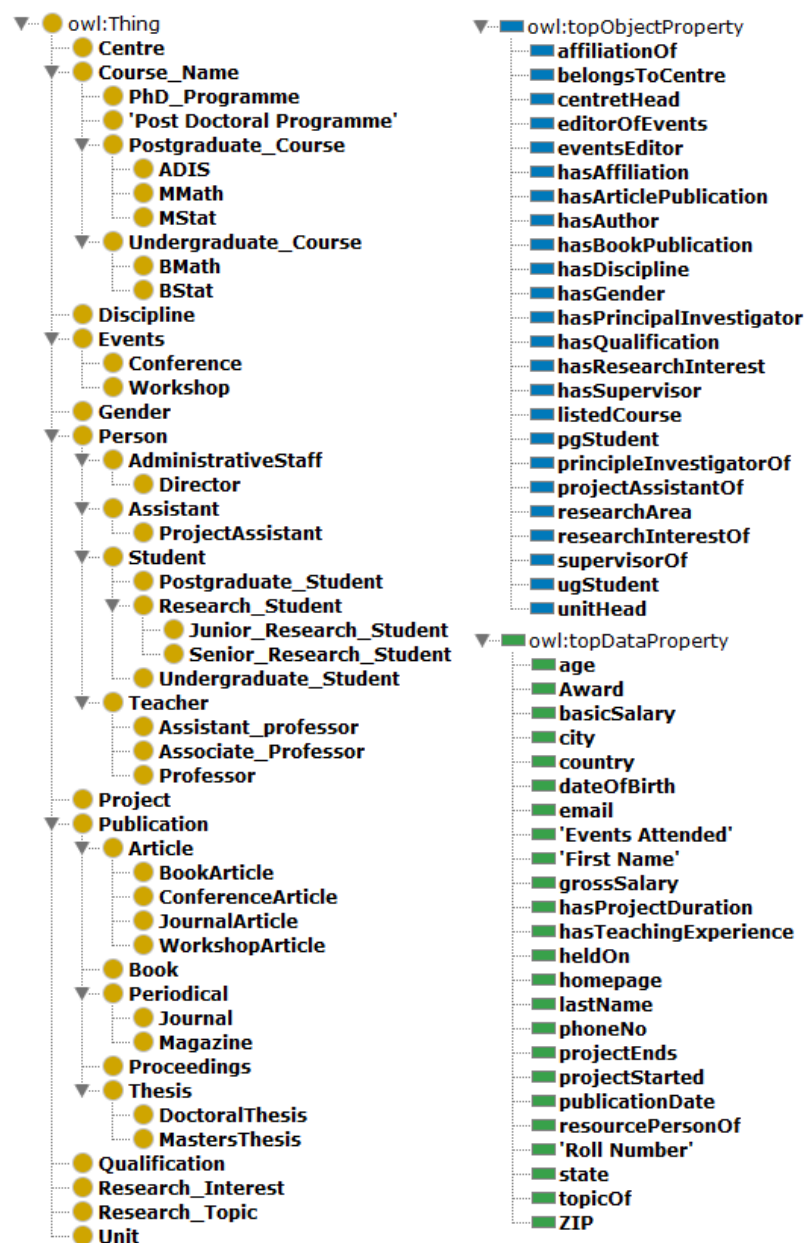 owl:Thing
Centre
Course_Name
PhD_Programme
'Post Doctoral Programme'
Postgraduate_Course
ADIS
MMath
MStat
Undergraduate_Course
BMath
BStat
Discipline
Events
Conference
Workshop
Gender
Person
AdministrativeStaff
Director
Assistant
ProjectAssistant
Student
Postgraduate_Student
Research_Student
Junior_Research_Student
Senior_Research_Student
Undergraduate_Student
Teacher
Assistant_professor
Associate_Professor
Professor
Project
Publication
Article
BookArticle
ConferenceArticle
JournalArticle
WorkshopArticle
Book
Periodical
Journal
Magazine
Proceedings
Thesis
DoctoralThesis
MastersThesis
Qualification
Research_Interest
Research_Topic
Unit
owl:topObjectProperty
affiliationOf
belongsToCentre
centretHead
editorOfEvents
eventsEditor
hasAffiliation
hasArticlePublication
hasAuthor
hasBookPublication
hasDiscipline
hasGender
hasPrincipalInvestigator
hasQualification
hasResearchInterest
hasSupervisor
listedCourse
pgStudent
principleInvestigatorOf
projectAssistantOf
researchArea
researchInterestOf
supervisorOf
ugStudent
unitHead
owl:topDataProperty
age
Award
basicSalary
city
country
dateOfBirth
email
'Events Attended'
'First Name'
grossSalary
hasProjectDuration
hasTeachingExperience
heldOn
homepage
lastName
phoneNo
projectEnds
projectStarted
publicationDate
resourcePersonOf
'Roll Number'
state
topicOf
ZIP